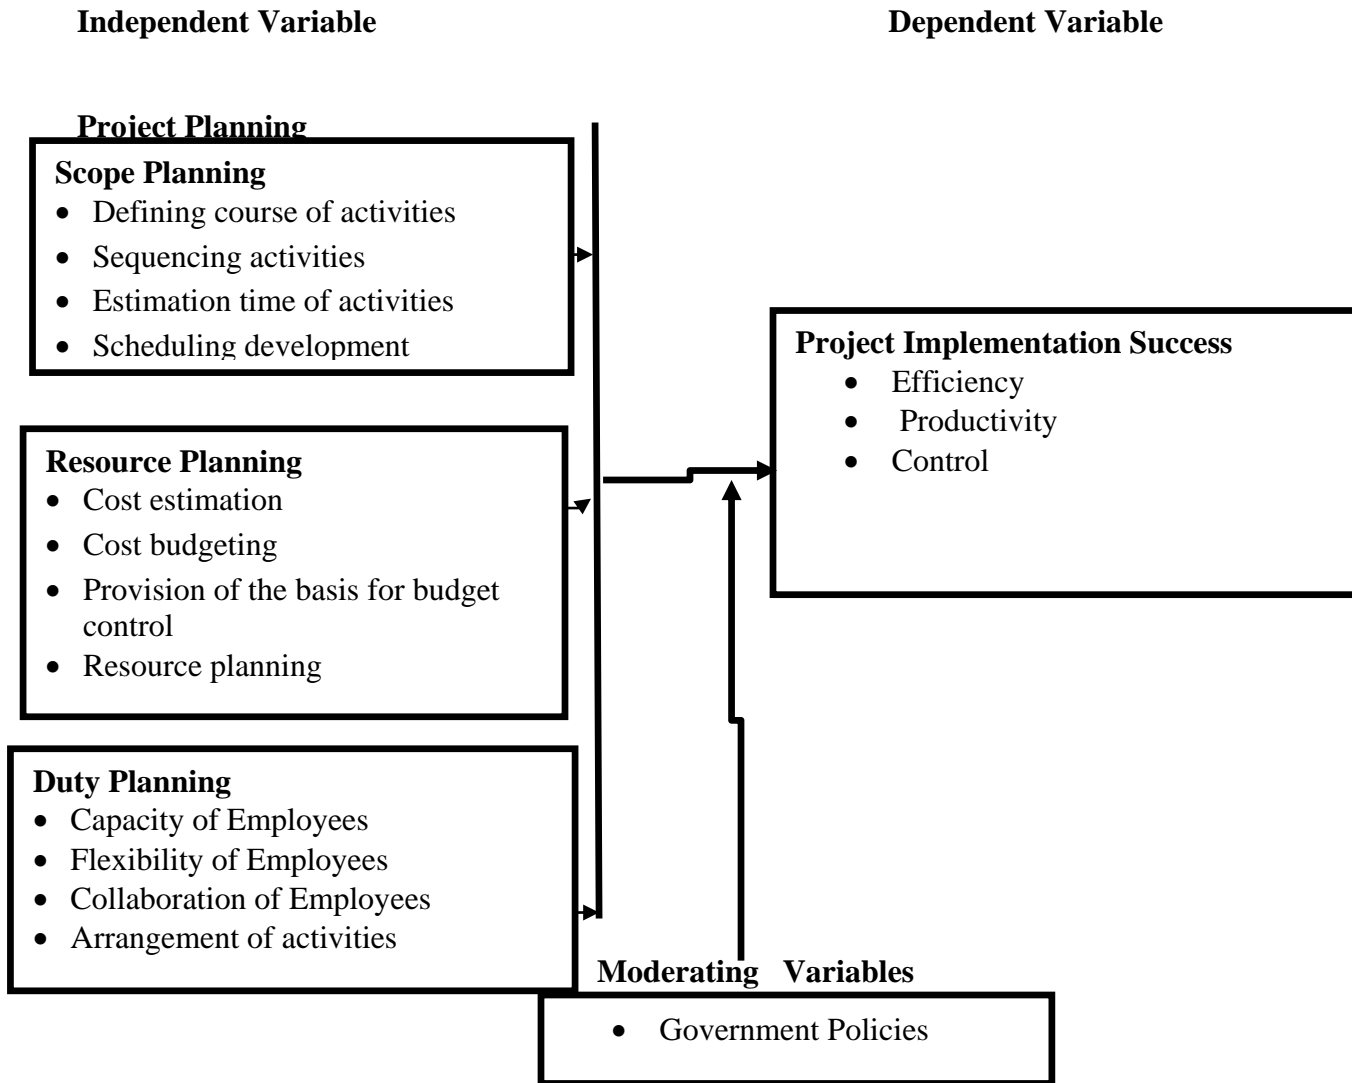 Independent Variable
Dependent Variable
Project Planning
Scope Planning
• Defining course of activities
• Sequencing activities
• Estimation time of activities
• Scheduling development
Resource Planning
• Cost estimation
• Cost budgeting
• Provision of the basis for budget
control
• Resource planning
Duty Planning
• Capacity of Employees
• Flexibility of Employees
• Collaboration of Employees
• Arrangement of activities
Project Implementation Success
• Efficiency
• Productivity
• Control
Moderating Variables
• Government Policies